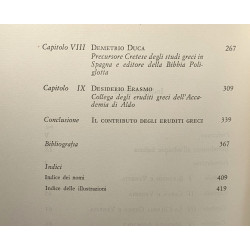 Capitolo VIII DEMETRIO DUCA 267
Precursore Cretese degli studi greci in
Spagna e editore della Bibbia Poli-
glotta
Capitolo IX DESIDERIO ERASMO 309
Collega degli eruditi greci dell'Acca-
demia di Aldo
Conclusione IL CONTRIBUTO DEGLI ERUDITI GRECI 339
Bibliografia 367
Indici
Indice dei nomi 409
Indice delle illustrazioni 419